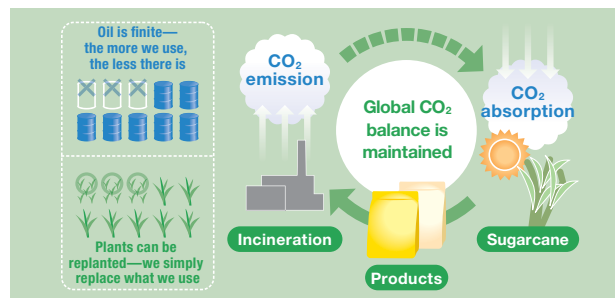 Oil is finite—
the more we use,
the less there is
Plants can be
replanted—we simply
replace what we use
CO₂
emission
Global CO₂
balance is
maintained
CO₂
absorption
Incineration
Products
Sugarcane